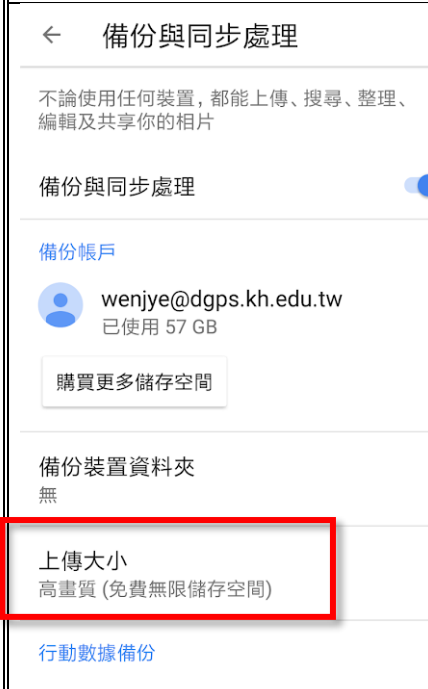 備份與同步處理
不論使用任何裝置，都能上傳、搜尋、整理、
編輯及共享你的相片
備份與同步處理
備份帳戶
wenjye@dgps.kh.edu.tw
已使用 57 GB
購買更多儲存空間
備份裝置資料夾
無
上傳大小
高畫質 (免費無限儲存空間)
行動數據備份